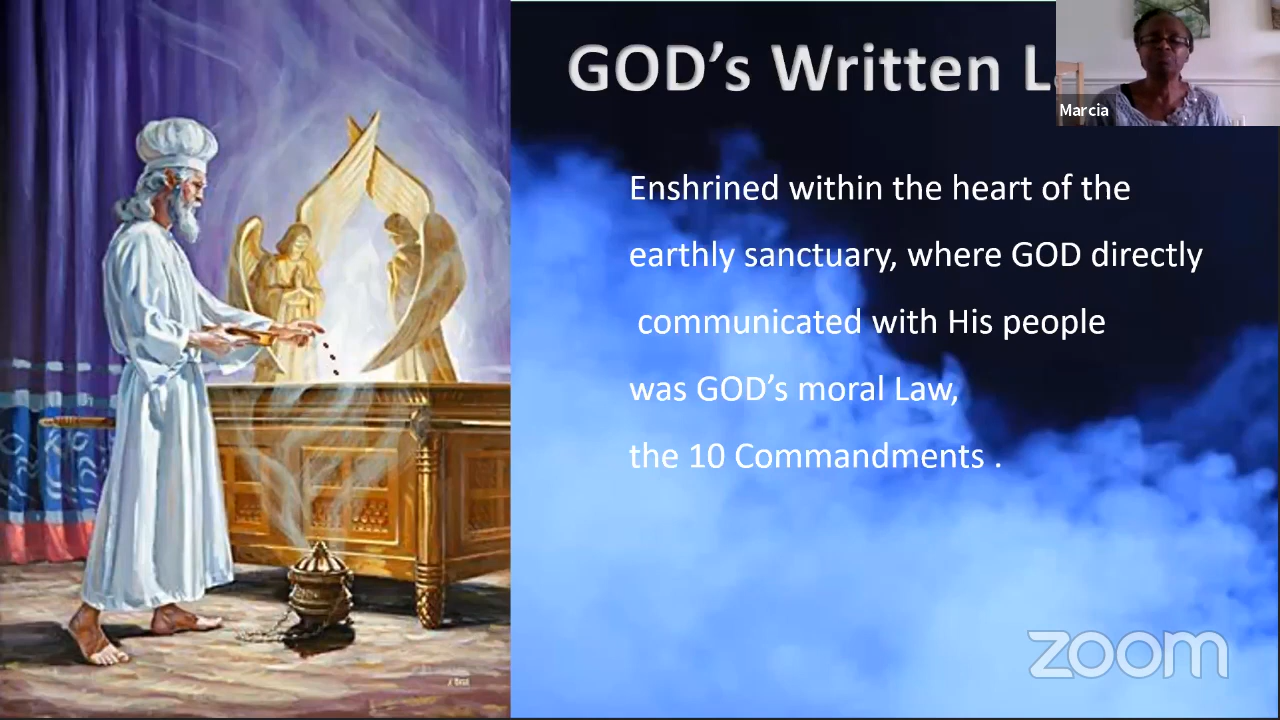 GOD’s Written L
Marcia
Enshrined within the heart of the
earthly sanctuary, where GOD directly
communicated with His people
was GOD’s moral Law,
the 10 Commandments .
zoom